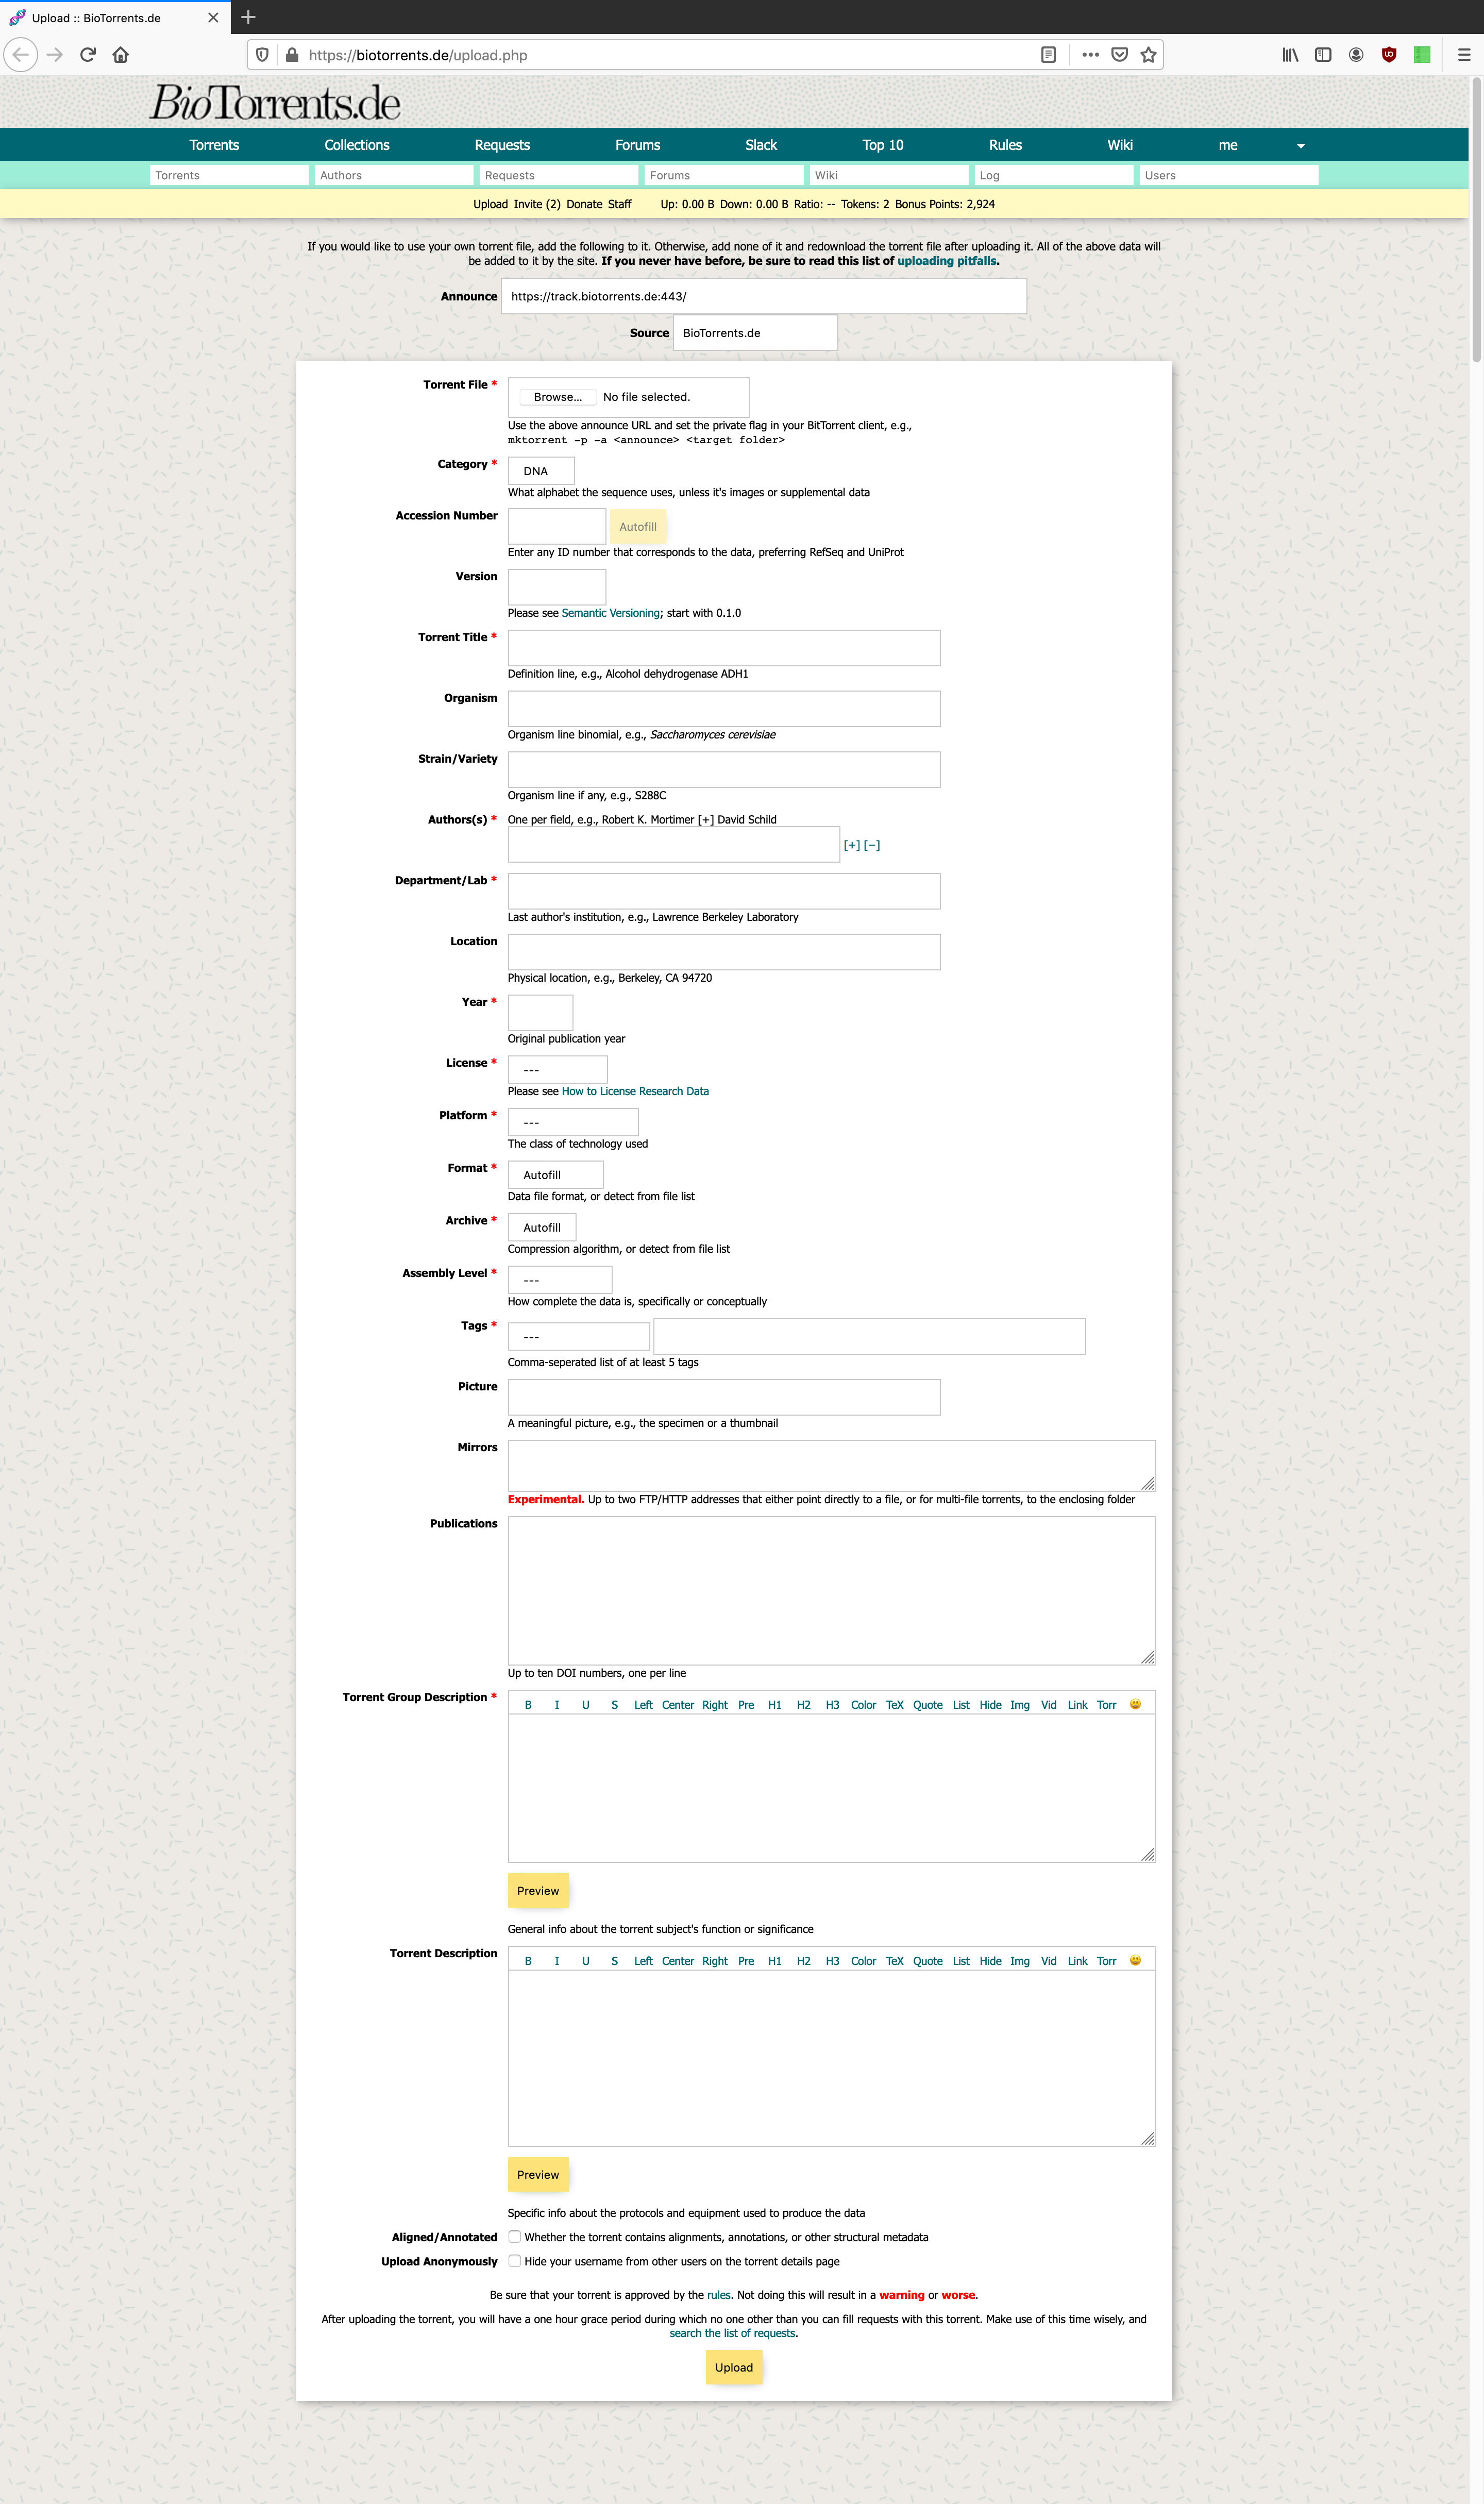 Upload :: BioTorrents.de
https://biotorrents.de/upload.php
BioTorrents.de
Torrents Collections Requests Forums Slack Top 10 Rules Wiki me
Torrents Authors Requests Forums Wiki Log Users
Upload Invite (2) Donate Staff Up: 0.00 B Down: 0.00 B Ratio: -- Tokens: 2 Bonus Points: 2,924
If you would like to use your own torrent file, add the following to it. Otherwise, add none of it and redownload the torrent file after uploading it. All of the above data will
be added to it by the site. If you never have before, be sure to read this list of uploading pitfalls.
Announce https://track.biotorrents.de:443/
Source BioTorrents.de
Torrent File * Browse... No file selected.
Use the above announce URL and set the private flag in your BitTorrent client, e.g.,
mktorrent -p -a <announce> <target folder>
Category * DNA
What alphabet the sequence uses, unless it's images or supplemental data
Accession Number Autofill
Enter any ID number that corresponds to the data, preferring RefSeq and UniProt
Version
Please see Semantic Versioning; start with 0.1.0
Torrent Title *
Definition line, e.g., Alcohol dehydrogenase ADH1
Organism
Organism line binomial, e.g., Saccharomyces cerevisiae
Strain/Variety
Organism line if any, e.g., S288C
Authors(s) * One per field, e.g., Robert K. Mortimer [+] David Schild
[+] [−]
Department/Lab *
Last author's institution, e.g., Lawrence Berkeley Laboratory
Location
Physical location, e.g., Berkeley, CA 94720
Year *
Original publication year
License * ---
Please see How to License Research Data
Platform * ---
The class of technology used
Format * Autofill
Data file format, or detect from file list
Archive * Autofill
Compression algorithm, or detect from file list
Assembly Level * ---
How complete the data is, specifically or conceptually
Tags * ---
Comma-seperated list of at least 5 tags
Picture
A meaningful picture, e.g., the specimen or a thumbnail
Mirrors
Experimental. Up to two FTP/HTTP addresses that either point directly to a file, or for multi-file torrents, to the enclosing folder
Publications
Up to ten DOI numbers, one per line
Torrent Group Description * B I U S Left Center Right Pre H1 H2 H3 Color TeX Quote List Hide Img Vid Link Torr
Preview
General info about the torrent subject's function or significance
Torrent Description B I U S Left Center Right Pre H1 H2 H3 Color TeX Quote List Hide Img Vid Link Torr
Preview
Specific info about the protocols and equipment used to produce the data
Aligned/Annotated Whether the torrent contains alignments, annotations, or other structural metadata
Upload Anonymously Hide your username from other users on the torrent details page
Be sure that your torrent is approved by the rules. Not doing this will result in a warning or worse.
After uploading the torrent, you will have a one hour grace period during which no one other than you can fill requests with this torrent. Make use of this time wisely, and
search the list of requests.
Upload